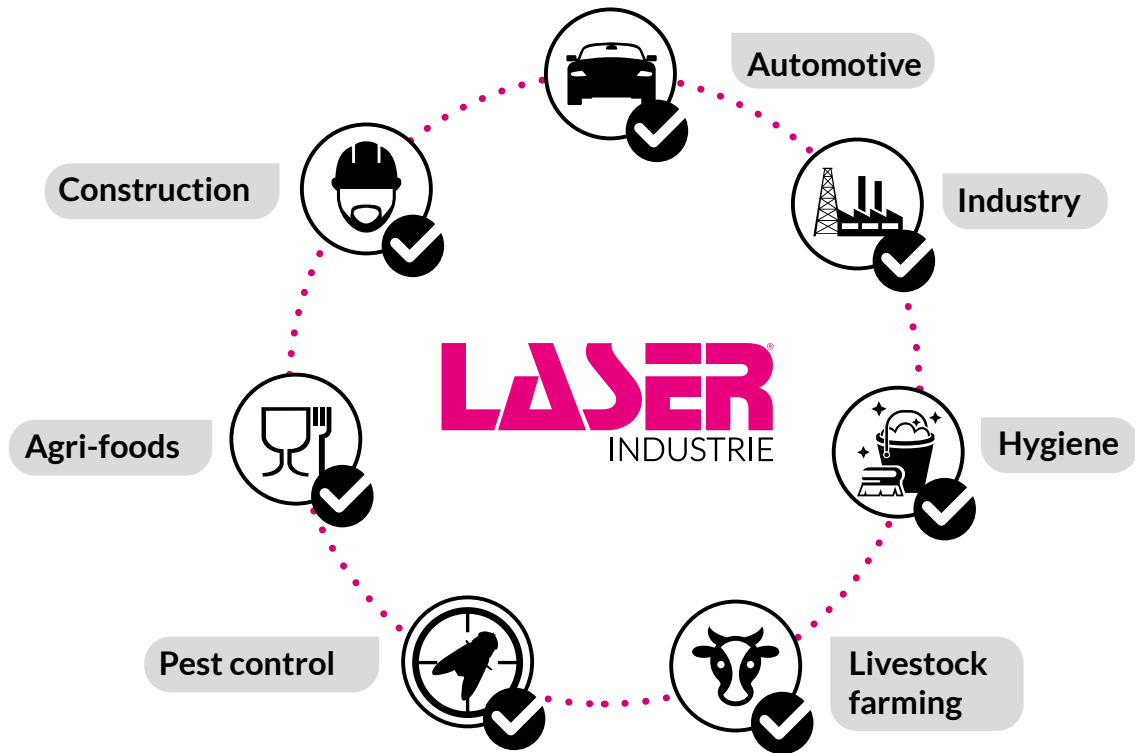 Automotive
Construction
Industry
LASER®
INDUSTRIE
Agri-foods
Hygiene
Pest control
Livestock
farming